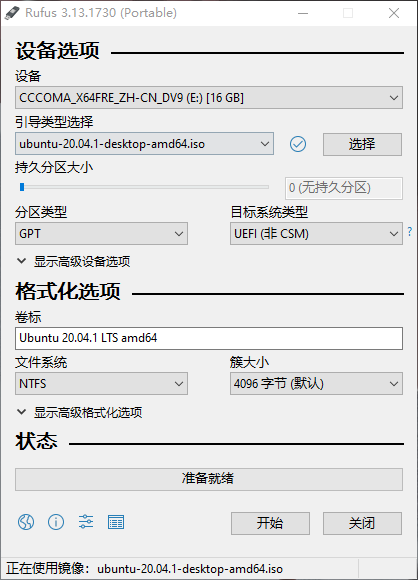 Rufus 3.13.1730 (Portable)
设备选项
设备
CCCOMA_X64FRE_ZH-CN_DV9 (E:) [16 GB]
引导类型选择
ubuntu-20.04.1-desktop-amd64.iso
选择
持久分区大小
0 (无持久分区)
分区类型
目标系统类型
GPT
UEFI (非 CSM)
?
显示高级设备选项
格式化选项
卷标
Ubuntu 20.04.1 LTS amd64
文件系统
簇大小
NTFS
4096 字节 (默认)
显示高级格式化选项
状态
准备就绪
开始
关闭
正在使用镜像: ubuntu-20.04.1-desktop-amd64.iso